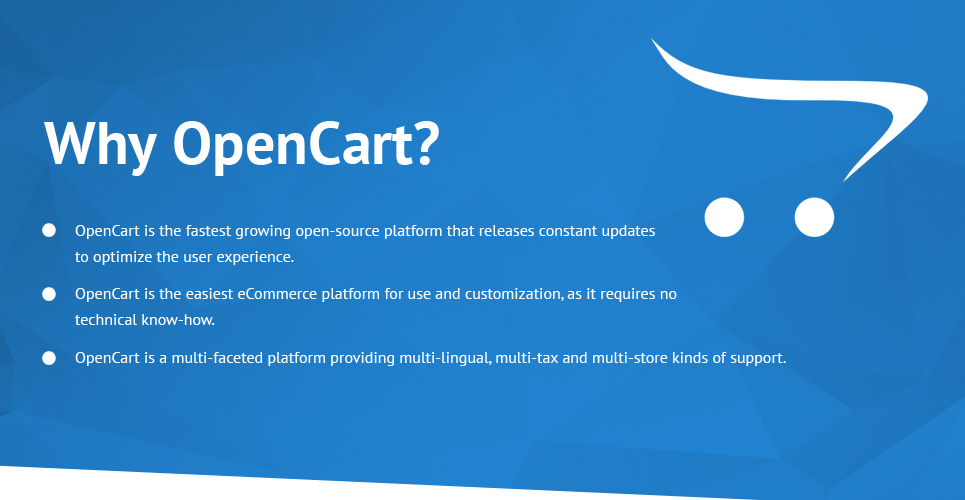 Why OpenCart?
OpenCart is the fastest growing open-source platform that releases constant updates
to optimize the user experience.
OpenCart is the easiest eCommerce platform for use and customization, as it requires no
technical know-how.
OpenCart is a multi-faceted platform providing multi-lingual, multi-tax and multi-store kinds of support.